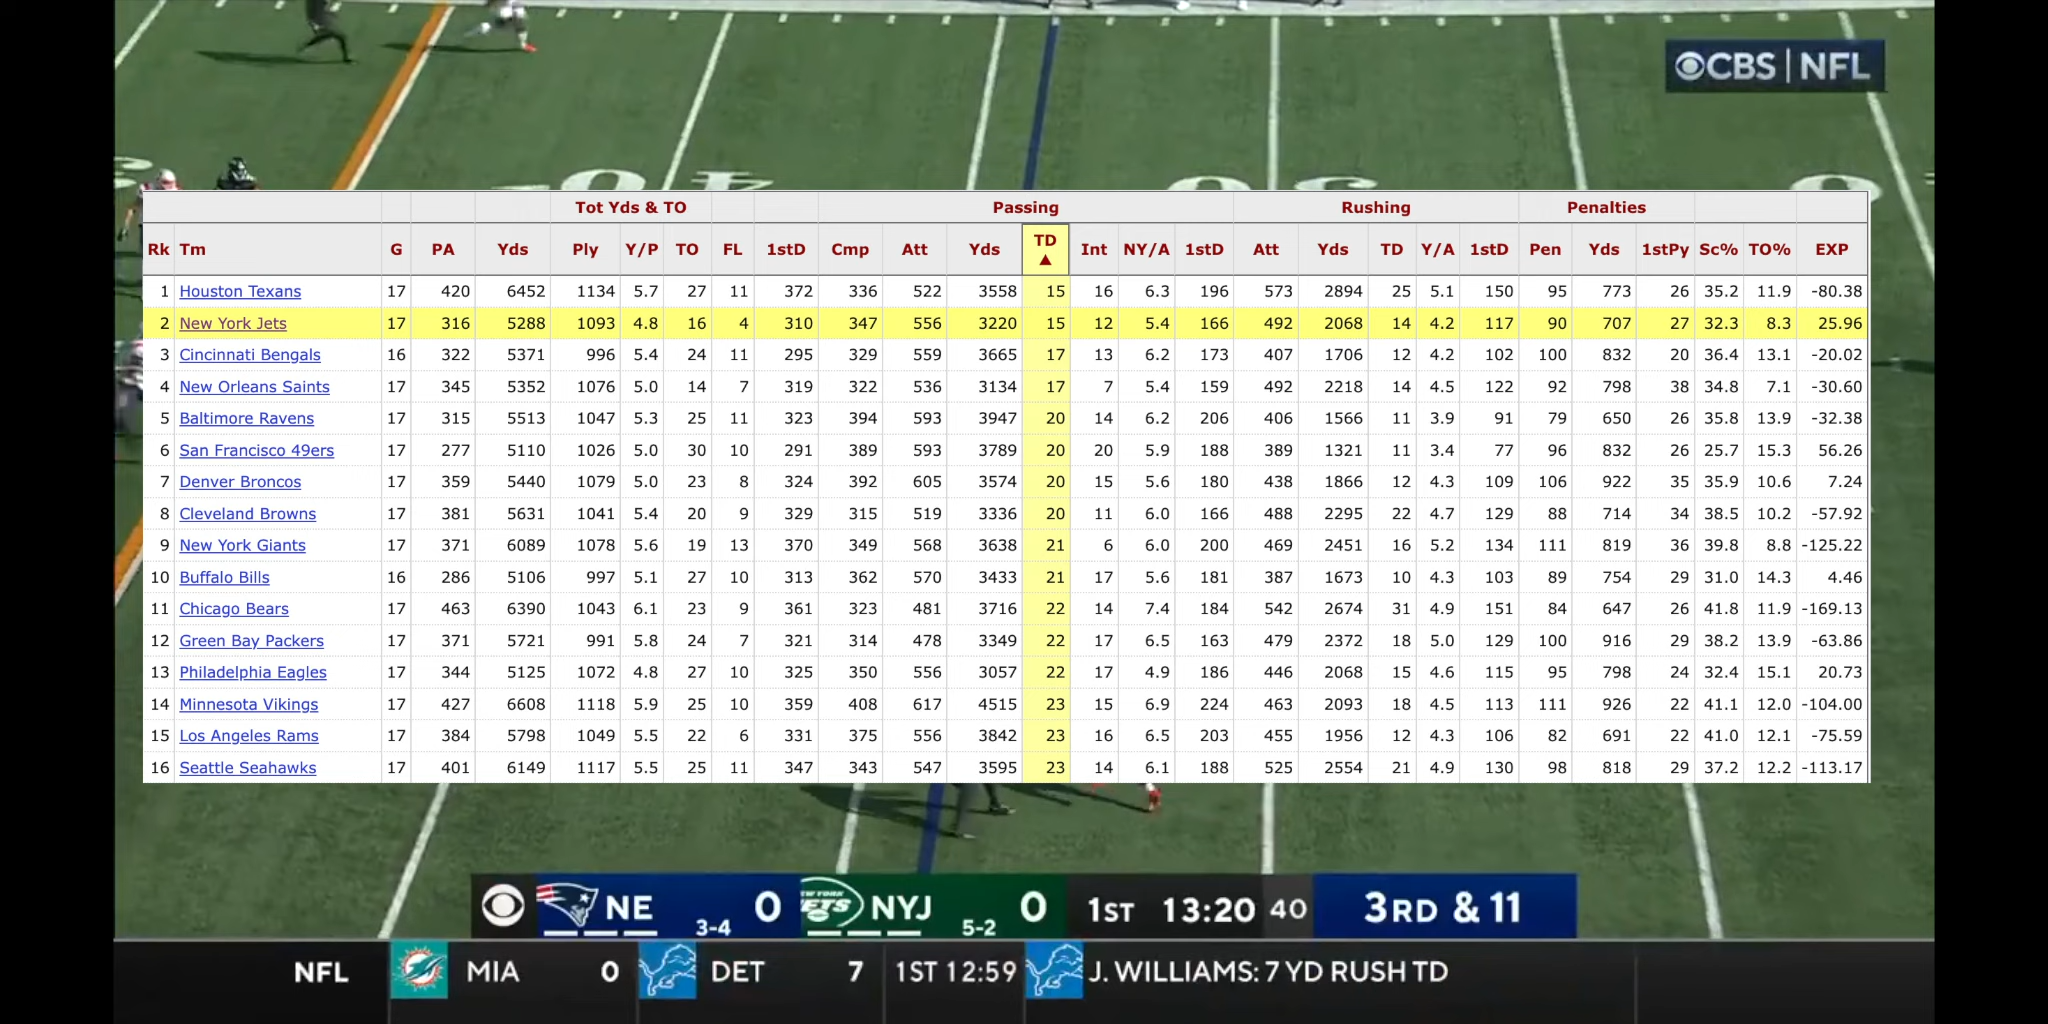 CBS | NFL
Tot Yds & TO Passing Rushing Penalties
Rk Tm G PA Yds Ply Y/P TO FL 1stD Cmp Att Yds TD ▲ Int NY/A 1stD Att Yds TD Y/A 1stD Pen Yds 1stPy Sc% TO% EXP
1 Houston Texans 17 420 6452 1134 5.7 27 11 372 336 522 3558 15 16 6.3 196 573 2894 25 5.1 150 95 773 26 35.2 11.9 -80.38
2 New York Jets 17 316 5288 1093 4.8 16 4 310 347 556 3220 15 12 5.4 166 492 2068 14 4.2 117 90 707 27 32.3 8.3 25.96
3 Cincinnati Bengals 16 322 5371 996 5.4 24 11 295 329 559 3665 17 13 6.2 173 407 1706 12 4.2 102 100 832 20 36.4 13.1 -20.02
4 New Orleans Saints 17 345 5352 1076 5.0 14 7 319 322 536 3134 17 7 5.4 159 492 2218 14 4.5 122 92 798 38 34.8 7.1 -30.60
5 Baltimore Ravens 17 315 5513 1047 5.3 25 11 323 394 593 3947 20 14 6.2 206 406 1566 11 3.9 91 79 650 26 35.8 13.9 -32.38
6 San Francisco 49ers 17 277 5110 1026 5.0 30 10 291 389 593 3789 20 20 5.9 188 389 1321 11 3.4 77 96 832 26 25.7 15.3 56.26
7 Denver Broncos 17 359 5440 1079 5.0 23 8 324 392 605 3574 20 15 5.6 180 438 1866 12 4.3 109 106 922 35 35.9 10.6 7.24
8 Cleveland Browns 17 381 5631 1041 5.4 20 9 329 315 519 3336 20 11 6.0 166 488 2295 22 4.7 129 88 714 34 38.5 10.2 -57.92
9 New York Giants 17 371 6089 1078 5.6 19 13 370 349 568 3638 21 6 6.0 200 469 2451 16 5.2 134 111 819 36 39.8 8.8 -125.22
10 Buffalo Bills 16 286 5106 997 5.1 27 10 313 362 570 3433 21 17 5.6 181 387 1673 10 4.3 103 89 754 29 31.0 14.3 4.46
11 Chicago Bears 17 463 6390 1043 6.1 23 9 361 323 481 3716 22 14 7.4 184 542 2674 31 4.9 151 84 647 26 41.8 11.9 -169.13
12 Green Bay Packers 17 371 5721 991 5.8 24 7 321 314 478 3349 22 17 6.5 163 479 2372 18 5.0 129 100 916 29 38.2 13.9 -63.86
13 Philadelphia Eagles 17 344 5125 1072 4.8 27 10 325 350 556 3057 22 17 4.9 186 446 2068 15 4.6 115 95 798 24 32.4 15.1 20.73
14 Minnesota Vikings 17 427 6608 1118 5.9 25 10 359 408 617 4515 23 15 6.9 224 463 2093 18 4.5 113 111 926 22 41.1 12.0 -104.00
15 Los Angeles Rams 17 384 5798 1049 5.5 22 6 331 375 556 3842 23 16 6.5 203 455 1956 12 4.3 106 82 691 22 41.0 12.1 -75.59
16 Seattle Seahawks 17 401 6149 1117 5.5 25 11 347 343 547 3595 23 14 6.1 188 525 2554 21 4.9 130 98 818 29 37.2 12.2 -113.17
NE 3-4 0 NEW YORK JETS NYJ 5-2 0 1ST 13:20 40 3RD & 11
NFL MIA 0 DET 7 1ST 12:59 J. WILLIAMS: 7 YD RUSH TD